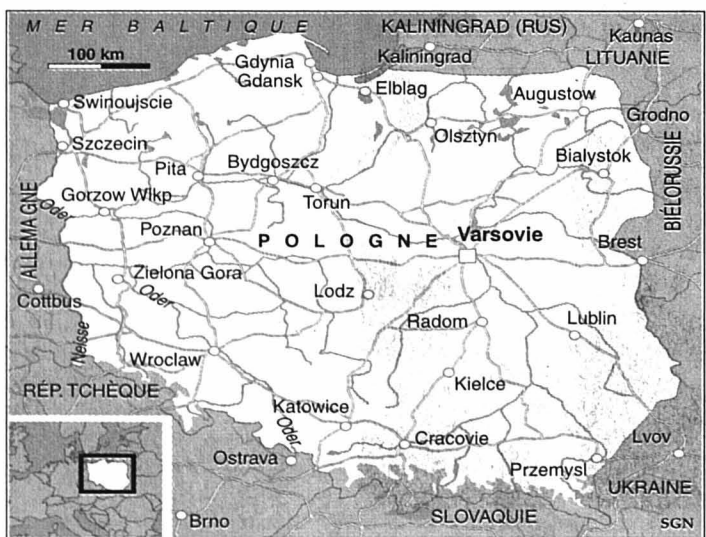 MER BALTIQUE
KALININGRAD (RUS)
Kaunas
100 km
Gdynia
Kaliningrad
LITUANIE
Gdansk
Elblag
Augustow
Swinoujscie
Grodno
Olsztyn
Szczecin
Bydgoszcz
Bialystok
Pita
BIÉLORUSSIE
ALLEMAGNE
Oder
Gorzow Wlkp
Torun
Poznan
POLOGNE
Varsovie
Brest
Zielona Gora
Cottbus
Oder
Lodz
Neisse
Radom
Lublin
Wroclaw
RÉP. TCHÈQUE
Kielce
Katowice
Oder
Cracovie
Lvov
Ostrava
Przemysl
UKRAINE
Brno
SLOVAQUIE
SGN